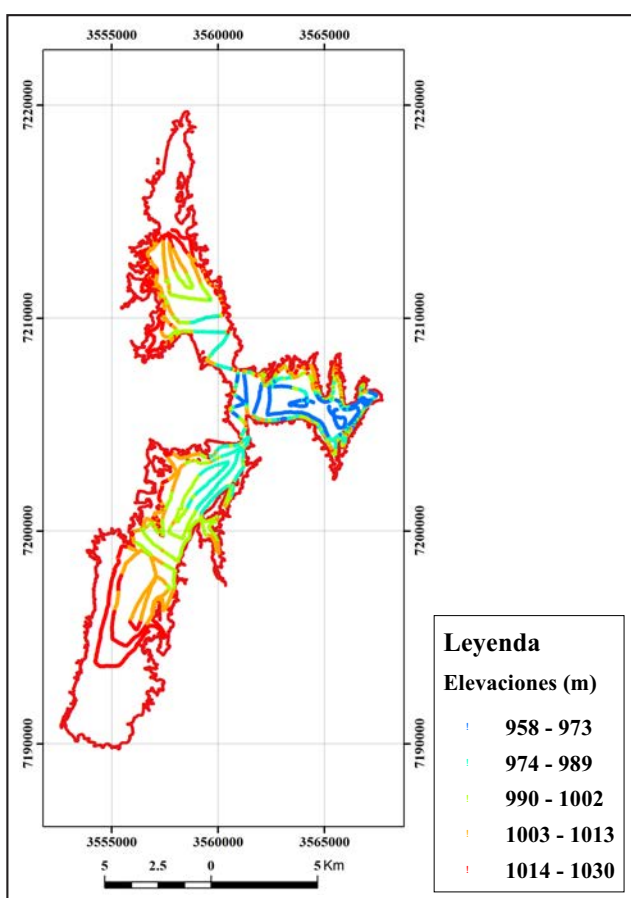 3555000 3560000 3565000
7220000 7220000
7210000 7210000
7200000 7200000
7190000 7190000
3555000 3560000 3565000
5 2.5 0 5 Km
Leyenda
Elevaciones (m)
958 - 973
974 - 989
990 - 1002
1003 - 1013
1014 - 1030